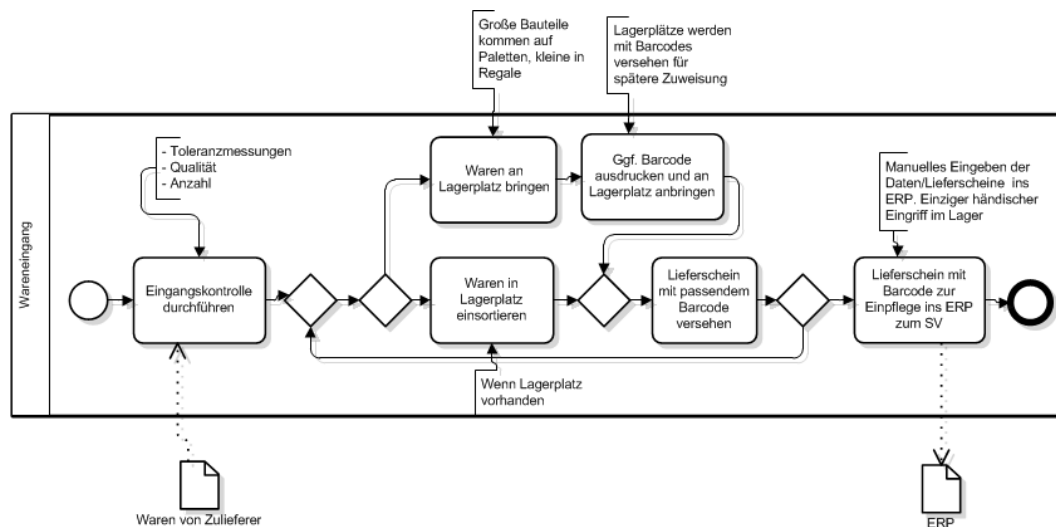 Große Bauteile
kommen auf
Paletten, kleine in
Regale
Lagerplätze werden
mit Barcodes
versehen für
spätere Zuweisung
Wareneingang
- Toleranzmessungen
- Qualität
- Anzahl
Waren an
Lagerplatz bringen
Ggf. Barcode
ausdrucken und an
Lagerplatz anbringen
Manuelles Eingeben der
Daten/Lieferscheine ins
ERP. Einziger händischer
Eingriff im Lager
Eingangskontrolle
durchführen
Waren in
Lagerplatz
einsortieren
Lieferschein
mit passendem
Barcode
versehen
Lieferschein mit
Barcode zur
Einpflege ins ERP
zum SV
Wenn Lagerplatz
vorhanden
Waren von Zulieferer
ERP